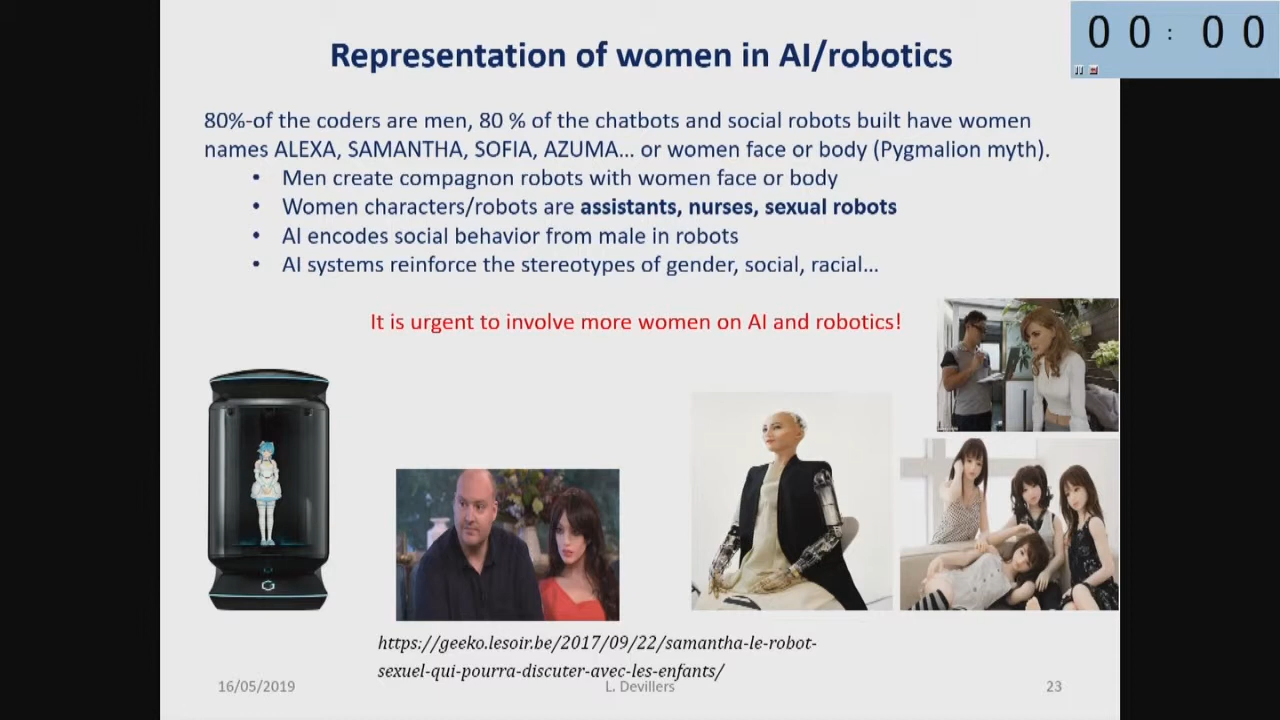 Representation of women in AI/robotics
00:00
80%-of the coders are men, 80 % of the chatbots and social robots built have women
names ALEXA, SAMANTHA, SOFIA, AZUMA... or women face or body (Pygmalion myth).
• Men create compagnon robots with women face or body
• Women characters/robots are assistants, nurses, sexual robots
• AI encodes social behavior from male in robots
• AI systems reinforce the stereotypes of gender, social, racial...
It is urgent to involve more women on AI and robotics!
https://geeko.lesoir.be/2017/09/22/samantha-le-robot-
sexuel-qui-pourra-discuter-avec-les-enfants/
16/05/2019
L. Devillers
23